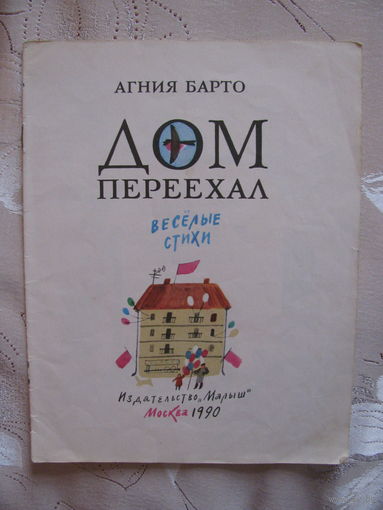 АГНИЯ БАРТО
ДОМ
ПЕРЕЕХАЛ
ВЕСЁЛЫЕ
СТИХИ
Издательство „Малыш"
Москва 1990